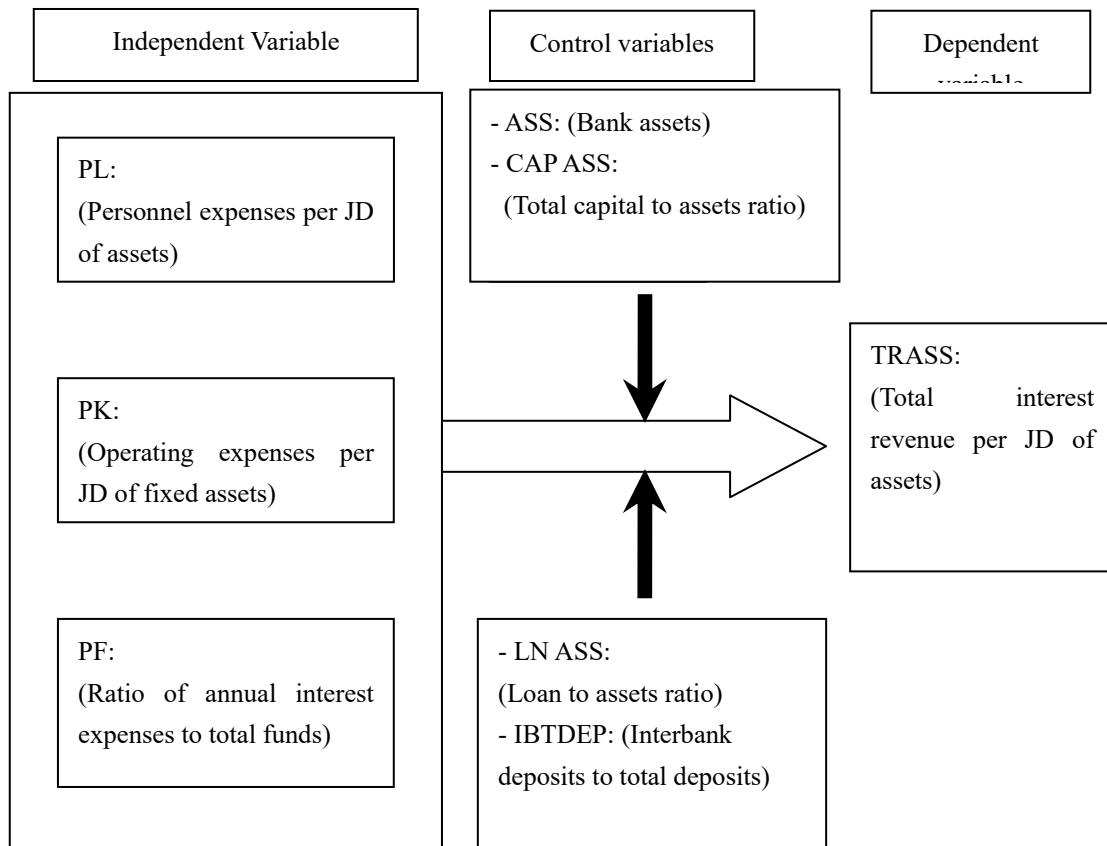 Independent Variable
Control variables
Dependent
variable
PL:
(Personnel expenses per JD
of assets)
PK:
(Operating expenses per
JD of fixed assets)
PF:
(Ratio of annual interest
expenses to total funds)
- ASS: (Bank assets)
- CAP ASS:
(Total capital to assets ratio)
- LN ASS:
(Loan to assets ratio)
- IBTDEP: (Interbank
deposits to total deposits)
TRASS:
(Total interest
revenue per JD of
assets)